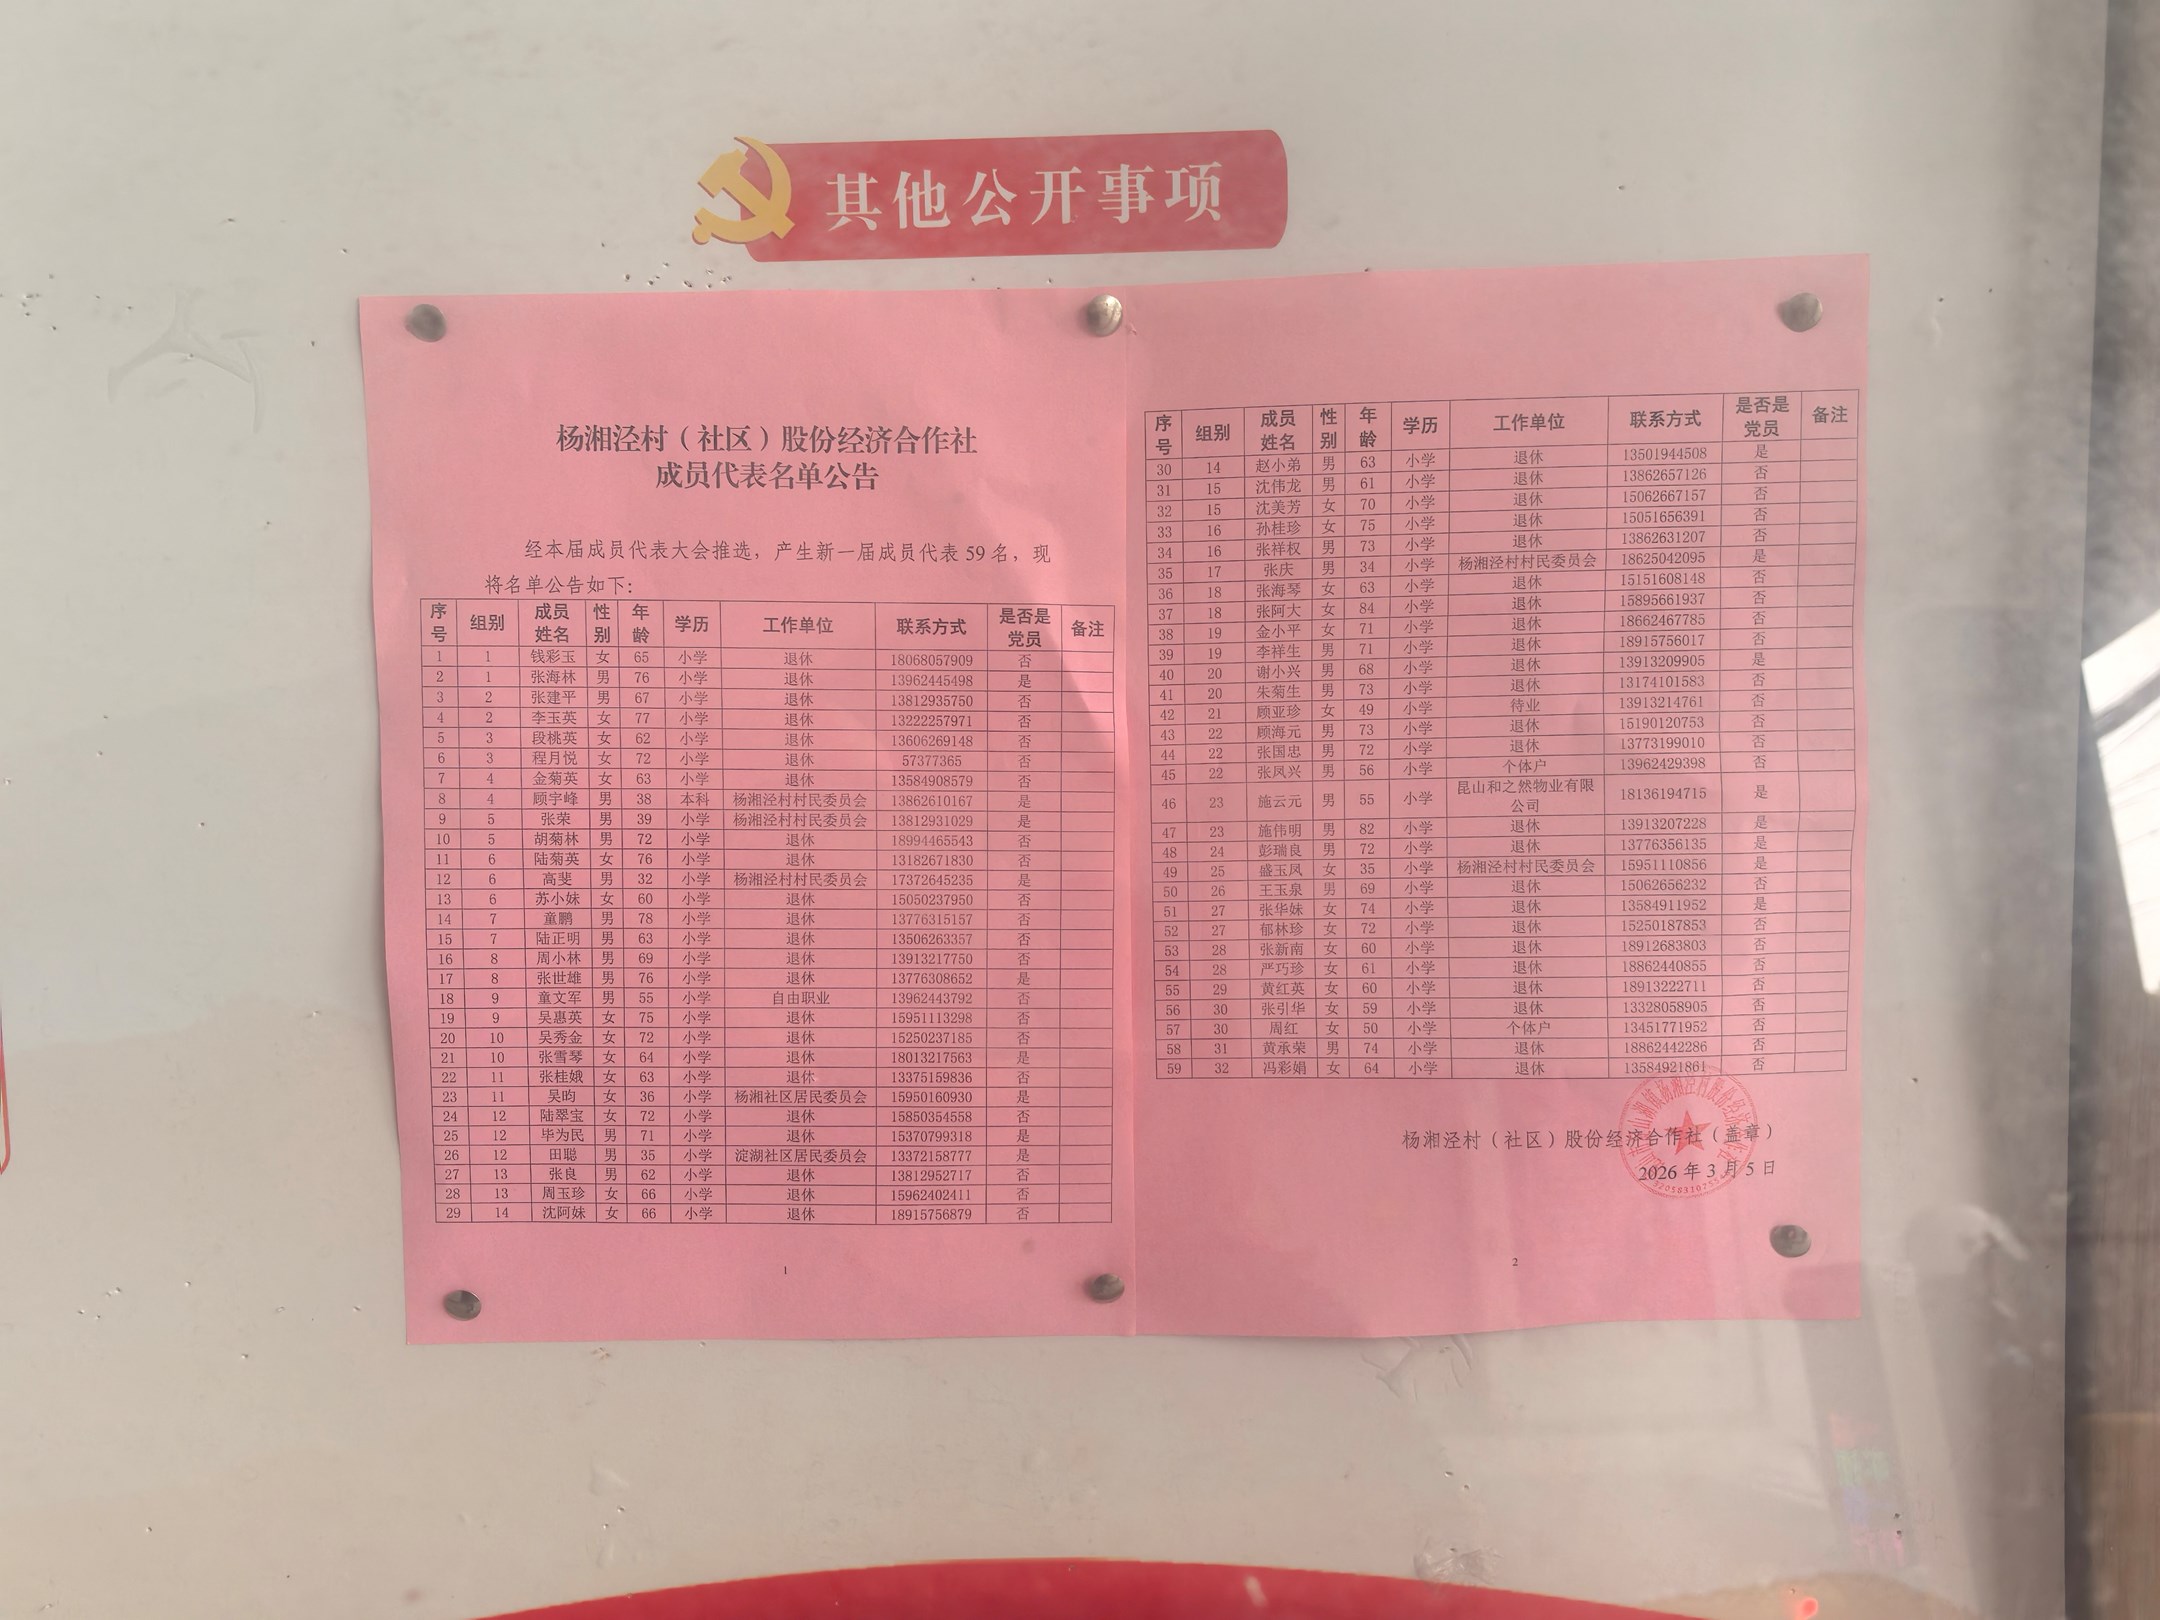 其他公开事项
杨湘泾村（社区）股份经济合作社
成员代表名单公告
经本届成员代表大会推选，产生新一届成员代表 59 名，现
将名单公告如下：
序号 组别 成员姓名 性别 年龄 学历 工作单位 联系方式 是否是党员 备注
1 1 钱彩玉 女 65 小学 退休 18068057909 否
2 1 张海林 男 76 小学 退休 13962445498 是
3 2 张建平 男 67 小学 退休 13812935750 否
4 2 李玉英 女 77 小学 退休 13222257971 否
5 3 段桃英 女 62 小学 退休 13606269148 否
6 3 程月悦 女 72 小学 退休 57377365 否
7 4 金菊英 女 63 小学 退休 13584908579 否
8 4 顾宇峰 男 38 本科 杨湘泾村村民委员会 13862610167 是
9 5 张荣 男 39 小学 杨湘泾村村民委员会 13812931029 是
10 5 胡菊林 男 72 小学 退休 18994465543 否
11 6 陆菊英 女 76 小学 退休 13182671830 否
12 6 高斐 男 32 小学 杨湘泾村村民委员会 17372645235 是
13 6 苏小妹 女 60 小学 退休 15050237950 否
14 7 童鹏 男 78 小学 退休 13776315157 否
15 7 陆正明 男 63 小学 退休 13506263357 否
16 8 周小林 男 69 小学 退休 13913217750 否
17 8 张世雄 男 76 小学 退休 13776308652 是
18 9 童文军 男 55 小学 自由职业 13962443792 否
19 9 吴惠英 女 75 小学 退休 15951113298 否
20 10 吴秀金 女 72 小学 退休 15250237185 否
21 10 张雪琴 女 64 小学 退休 18013217563 是
22 11 张桂娥 女 63 小学 退休 13375159836 否
23 11 吴昀 女 36 小学 杨湘社区居民委员会 15950160930 是
24 12 陆翠宝 女 72 小学 退休 15850354558 否
25 12 毕为民 男 71 小学 退休 15370799318 是
26 12 田聪 男 35 小学 淀湖社区居民委员会 13372158777 是
27 13 张良 男 62 小学 退休 13812952717 否
28 13 周玉珍 女 66 小学 退休 15962402411 否
29 14 沈阿妹 女 66 小学 退休 18915756879 否
1
序号 组别 成员姓名 性别 年龄 学历 工作单位 联系方式 是否是党员 备注
30 14 赵小弟 男 63 小学 退休 13501944508 是
31 15 沈伟龙 男 61 小学 退休 13862657126 否
32 15 沈美芳 女 70 小学 退休 15062667157 否
33 16 孙桂珍 女 75 小学 退休 15051656391 否
34 16 张祥权 男 73 小学 退休 13862631207 否
35 17 张庆 男 34 小学 杨湘泾村村民委员会 18625042095 是
36 18 张海琴 女 63 小学 退休 15151608148 否
37 18 张阿大 女 84 小学 退休 15895661937 否
38 19 金小平 女 71 小学 退休 18662467785 否
39 19 李祥生 男 71 小学 退休 18915756017 否
40 20 谢小兴 男 68 小学 退休 13913209905 是
41 20 朱菊生 男 73 小学 退休 13174101583 否
42 21 顾亚珍 女 49 小学 待业 13913214761 否
43 22 顾海元 男 73 小学 退休 15190120753 否
44 22 张国忠 男 72 小学 退休 13773199010 否
45 22 张凤兴 男 56 小学 个体户 13962429398 否
46 23 施云元 男 55 小学 昆山和之然物业有限公司 18136194715 是
47 23 施伟明 男 82 小学 退休 13913207228 是
48 24 彭瑞良 男 72 小学 退休 13776356135 是
49 25 盛玉凤 女 35 小学 杨湘泾村村民委员会 15951110856 是
50 26 王玉泉 男 69 小学 退休 15062656232 否
51 27 张华妹 女 74 小学 退休 13584911952 是
52 27 郁林珍 女 72 小学 退休 15250187853 否
53 28 张新南 女 60 小学 退休 18912683803 否
54 28 严巧珍 女 61 小学 退休 18862440855 否
55 29 黄红英 女 60 小学 退休 18913222711 否
56 30 张引华 女 59 小学 退休 13328058905 否
57 30 周红 女 50 小学 个体户 13451771952 否
58 31 黄承荣 男 74 小学 退休 18862442286 否
59 32 冯彩娟 女 64 小学 退休 13584921861 否
杨湘泾村（社区）股份经济合作社（盖章）
2026 年 3 月 5 日
2